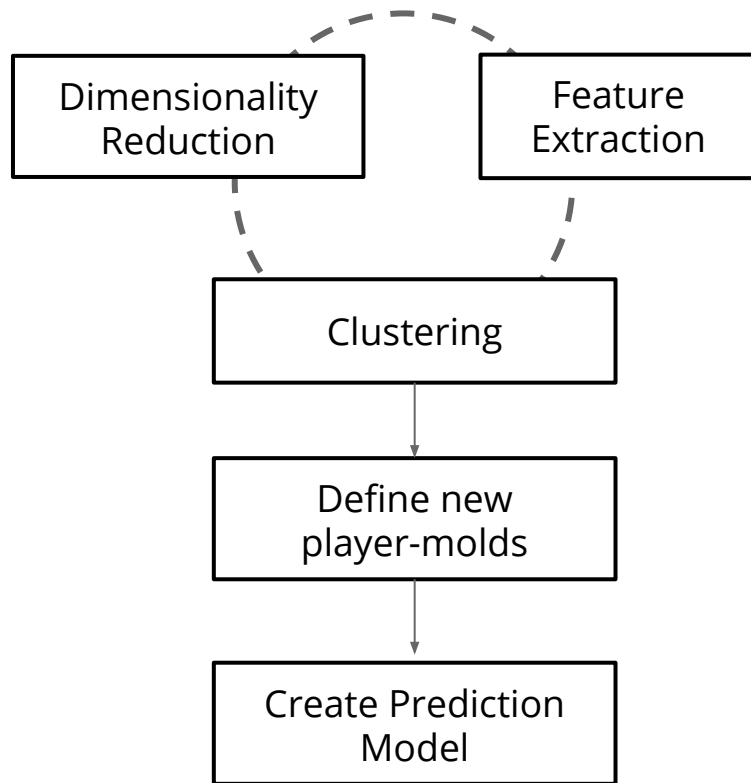 Dimensionality
Reduction
Feature
Extraction
Clustering
Define new
player-molds
Create Prediction
Model